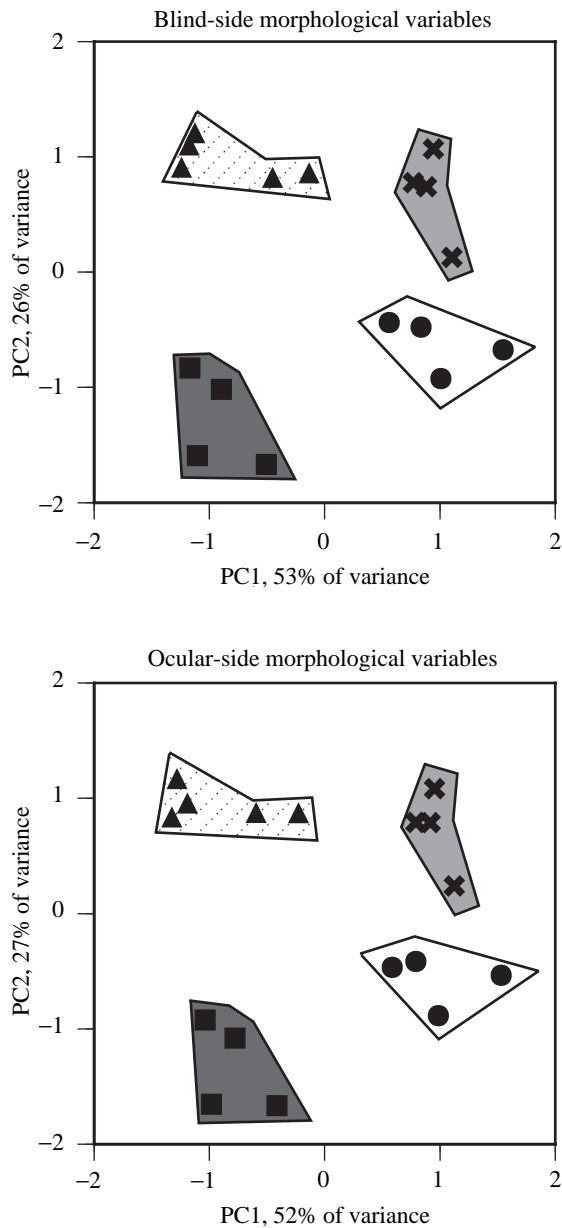 Blind-side morphological variables
2
1
0
−1
−2
PC2, 26% of variance
−2 −1 0 1 2
PC1, 53% of variance
Ocular-side morphological variables
2
1
0
−1
−2
PC2, 27% of variance
−2 −1 0 1 2
PC1, 52% of variance